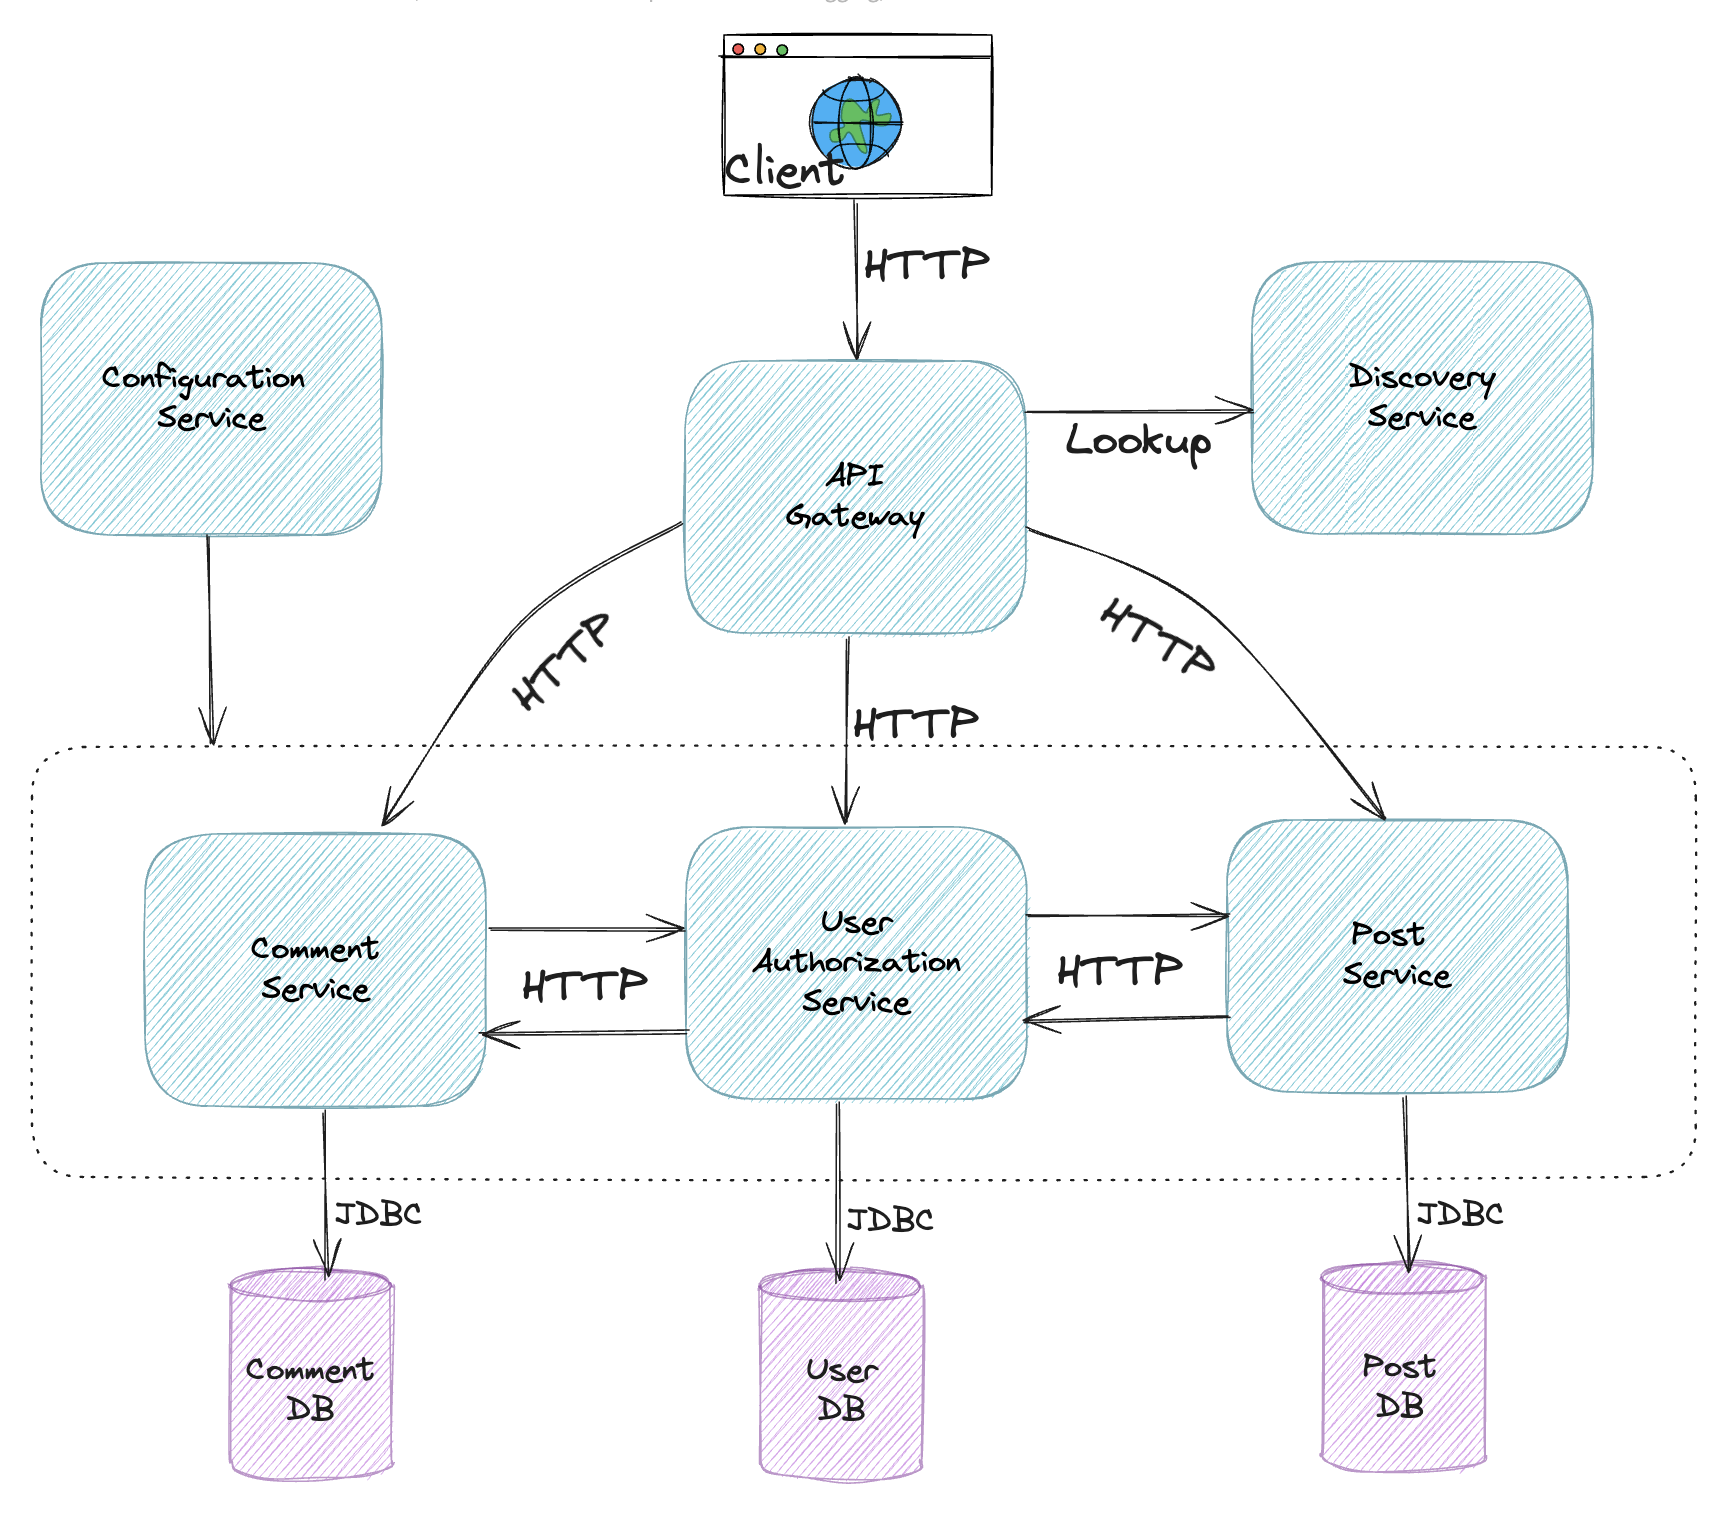 Client
HTTP
Configuration
Service
Discovery
Service
Lookup
API
Gateway
HTTP
HTTP
HTTP
Comment
Service
HTTP
User
Authorization
Service
HTTP
Post
Service
JDBC
JDBC
JDBC
Comment
DB
User
DB
Post
DB